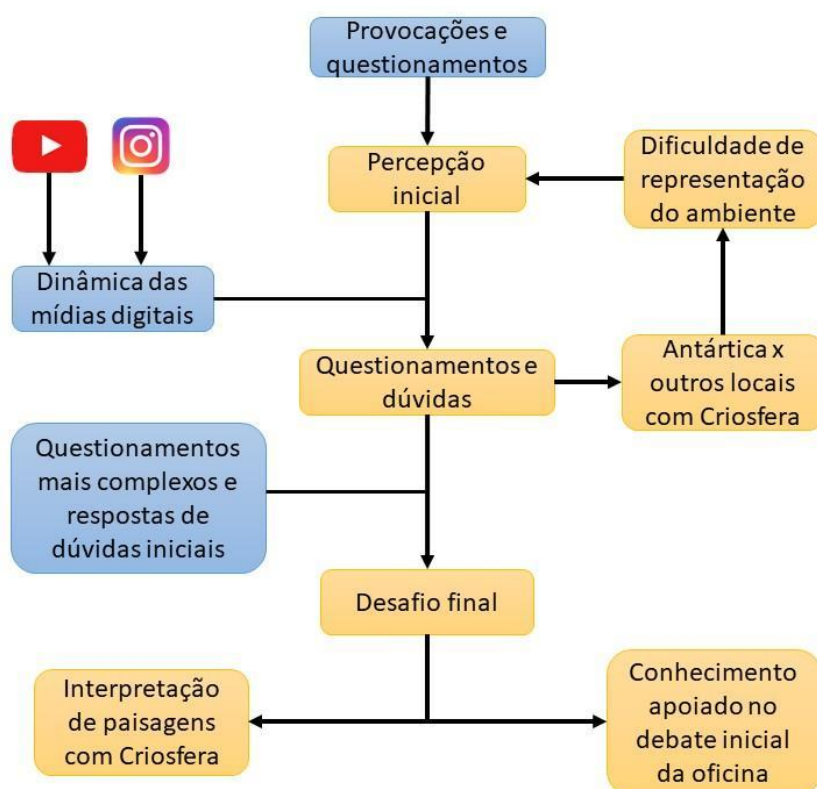 Provocações e
questionamentos
Percepção
inicial
Dificuldade de
representação
do ambiente
Dinâmica das
mídias digitais
Questionamentos e
dúvidas
Antártica x
outros locais
com Criosfera
Questionamentos
mais complexos e
respostas de
dúvidas iniciais
Desafio final
Interpretação
de paisagens
com Criosfera
Conhecimento
apoiado no
debate inicial
da oficina